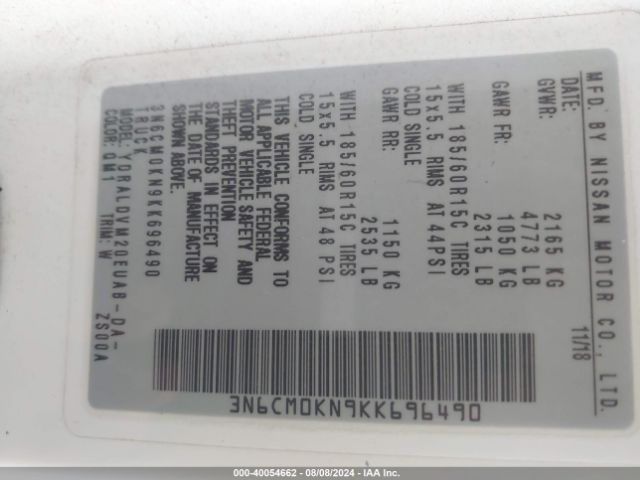 MFD. BY NISSAN MOTOR CO., LTD.
DATE: 11/18
GVWR: 2165 KG
4773 LB
GAWR FR: 1050 KG
2315 LB
WITH 185/60R15C TIRES
15x5.5 RIMS AT 44PSI
COLD SINGLE
GAWR RR: 1150 KG
2535 LB
WITH 185/60R15C TIRES
15x5.5 RIMS AT 48 PSI
COLD SINGLE
THIS VEHICLE CONFORMS TO
ALL APPLICABLE FEDERAL
MOTOR VEHICLE SAFETY AND
THEFT PREVENTION
STANDARDS IN EFFECT ON
THE DATE OF MANUFACTURE
SHOWN ABOVE.
3N6CM0KN9KK696490
TRUCK
MODEL: YDRALDVM20EUAB-DA-
COLOR: QM1 TRIM: W ZS00A
3N6CM0KN9KK696490
000-40054662 - 08/08/2024 - IAA Inc.